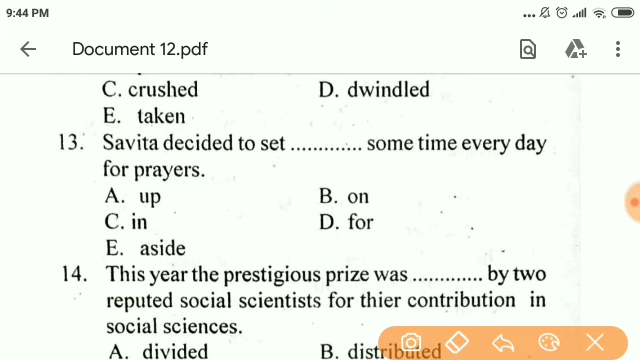 9:44 PM
Document 12.pdf
C. crushed D. dwindled
E. taken
13. Savita decided to set ............. some time every day
for prayers.
A. up B. on
C. in D. for
E. aside
14. This year the prestigious prize was ............. by two
reputed social scientists for thier contribution in
social sciences.
A. divided B. distributed